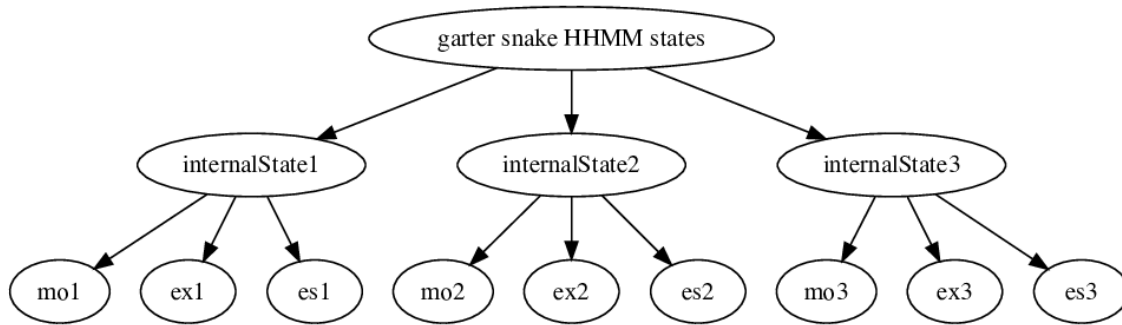 garter snake HHMM states
internalState1
internalState2
internalState3
mo1
ex1
es1
mo2
ex2
es2
mo3
ex3
es3